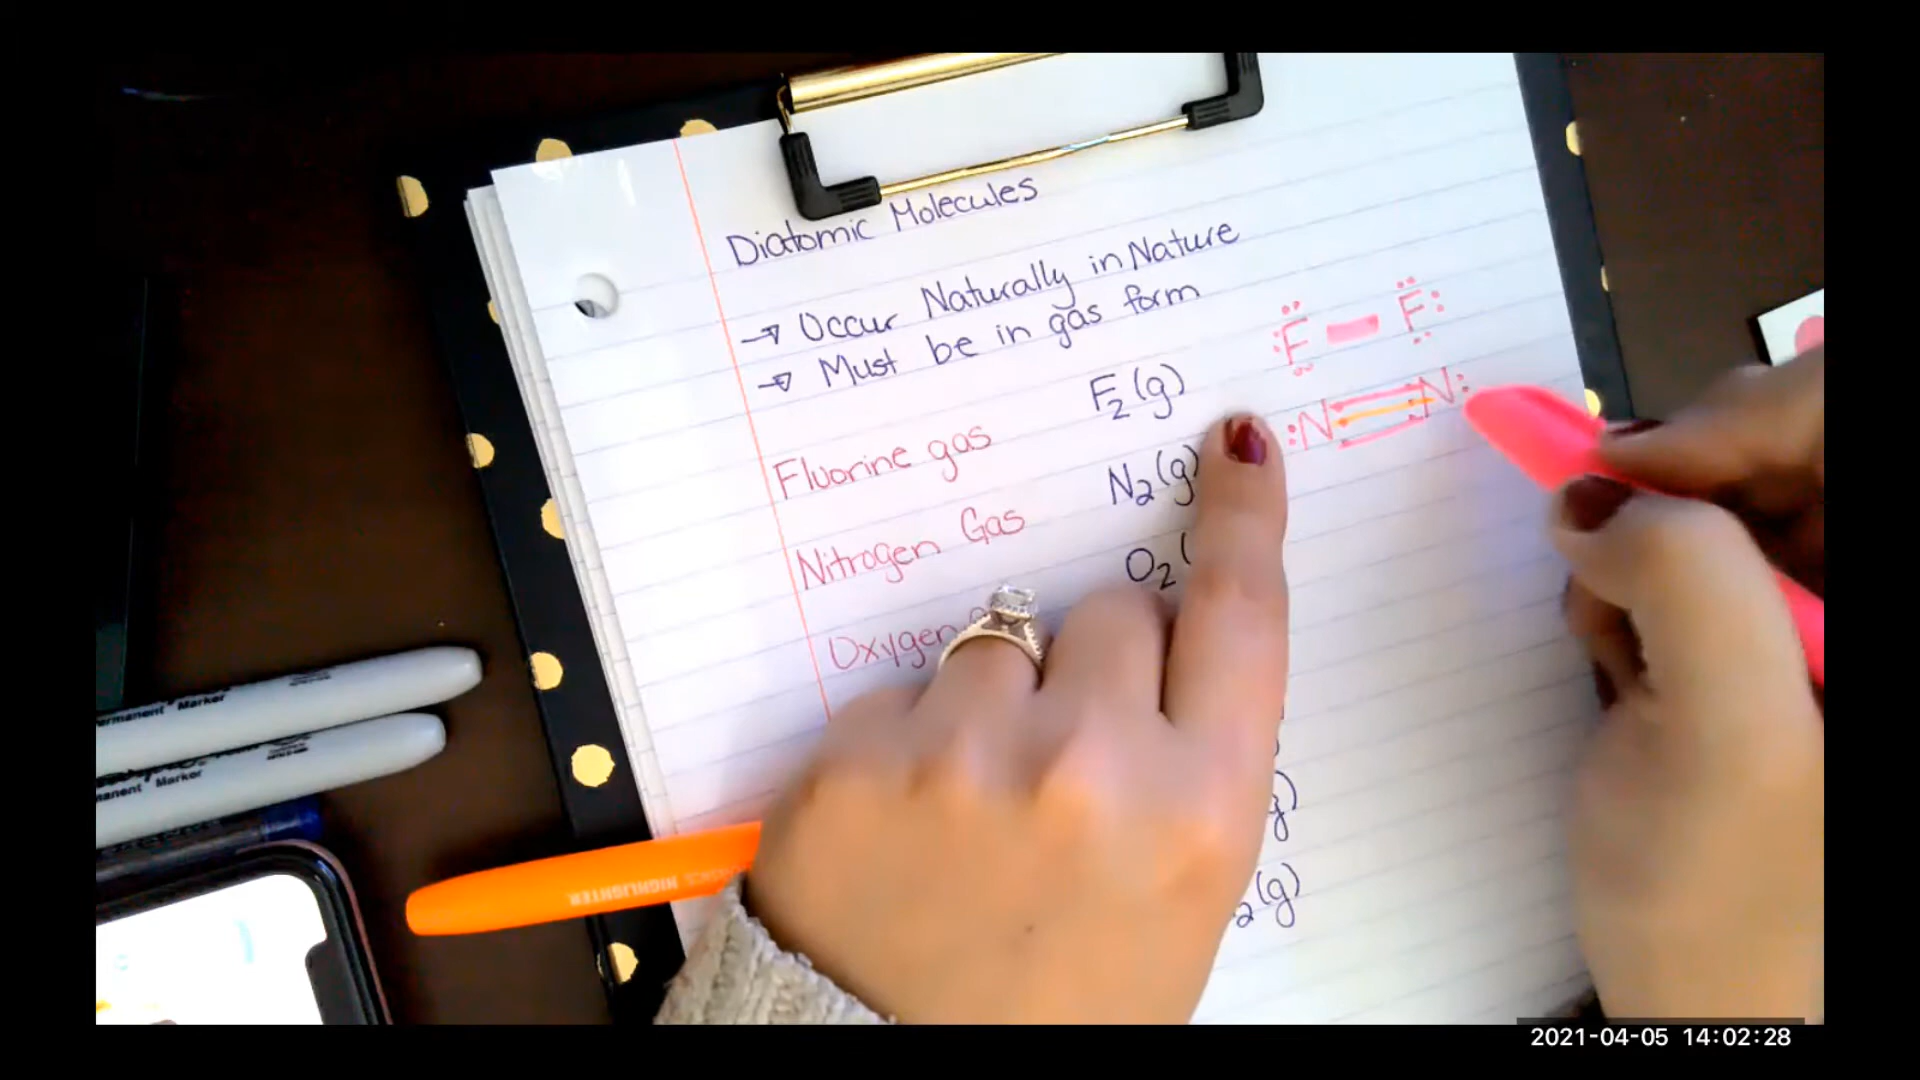 Diatomic Molecules
→ Occur Naturally in Nature
→ Must be in gas form
Fluorine gas F2(g) :F̤̈ – F̤̈:
Nitrogen Gas N2(g) :N≡N:
Oxygen O2(
g)
2(g)
Permanent Marker
Marker
HIGHLIGHTER
2021-04-05 14:02:28